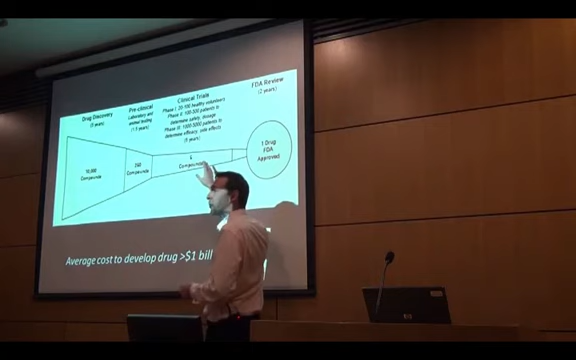 Drug Discovery
(5 years)
Pre-clinical
Laboratory and
animal testing
(1.5 years)
Clinical Trials
Phase I: 20-100 healthy volunteers
Phase II: 100-300 patients to
determine safety, dosage
Phase III: 1000-3000 patients to
determine efficacy, side effects
(6 years)
FDA Review
(2 years)
10,000
Compounds
250
Compounds
Compounds
1 Drug
FDA
Approved
Average cost to develop drug >$1 bill